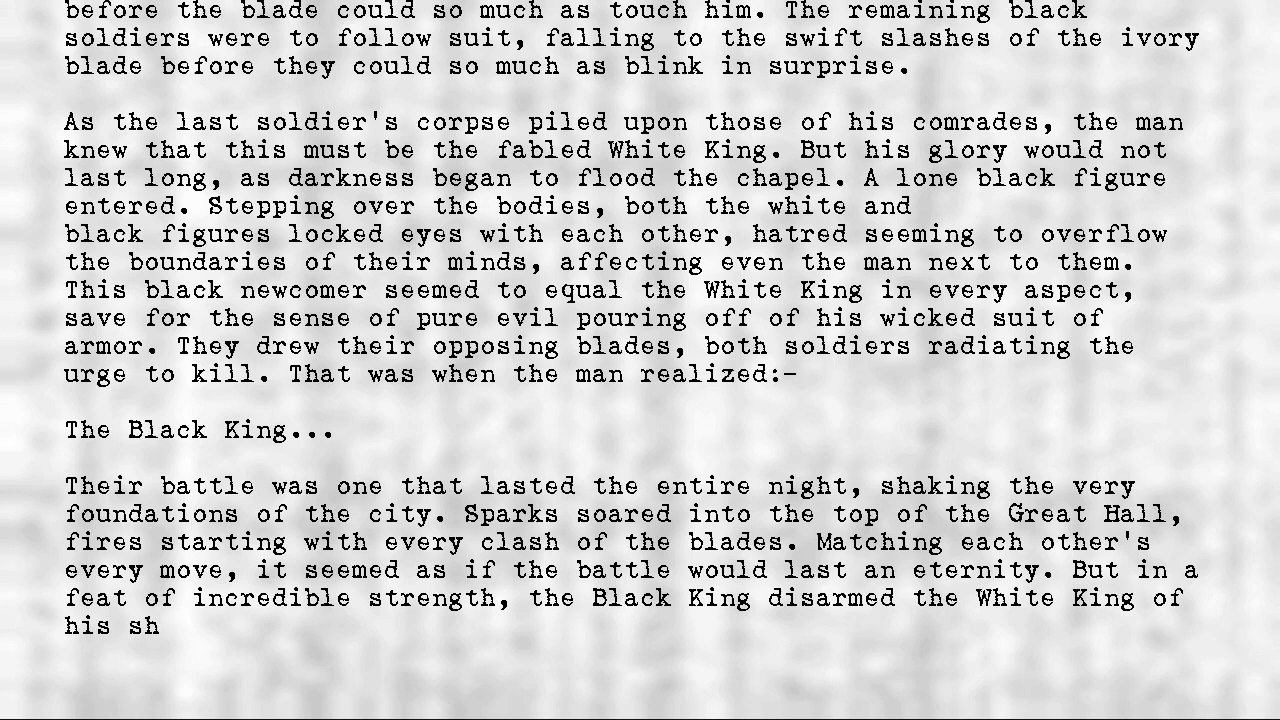 before the blade could so much as touch him. The remaining black
soldiers were to follow suit, falling to the swift slashes of the ivory
blade before they could so much as blink in surprise.
As the last soldier's corpse piled upon those of his comrades, the man
knew that this must be the fabled White King. But his glory would not
last long, as darkness began to flood the chapel. A lone black figure
entered. Stepping over the bodies, both the white and
black figures locked eyes with each other, hatred seeming to overflow
the boundaries of their minds, affecting even the man next to them.
This black newcomer seemed to equal the White King in every aspect,
save for the sense of pure evil pouring off of his wicked suit of
armor. They drew their opposing blades, both soldiers radiating the
urge to kill. That was when the man realized:-
The Black King...
Their battle was one that lasted the entire night, shaking the very
foundations of the city. Sparks soared into the top of the Great Hall,
fires starting with every clash of the blades. Matching each other's
every move, it seemed as if the battle would last an eternity. But in a
feat of incredible strength, the Black King disarmed the White King of
his sh